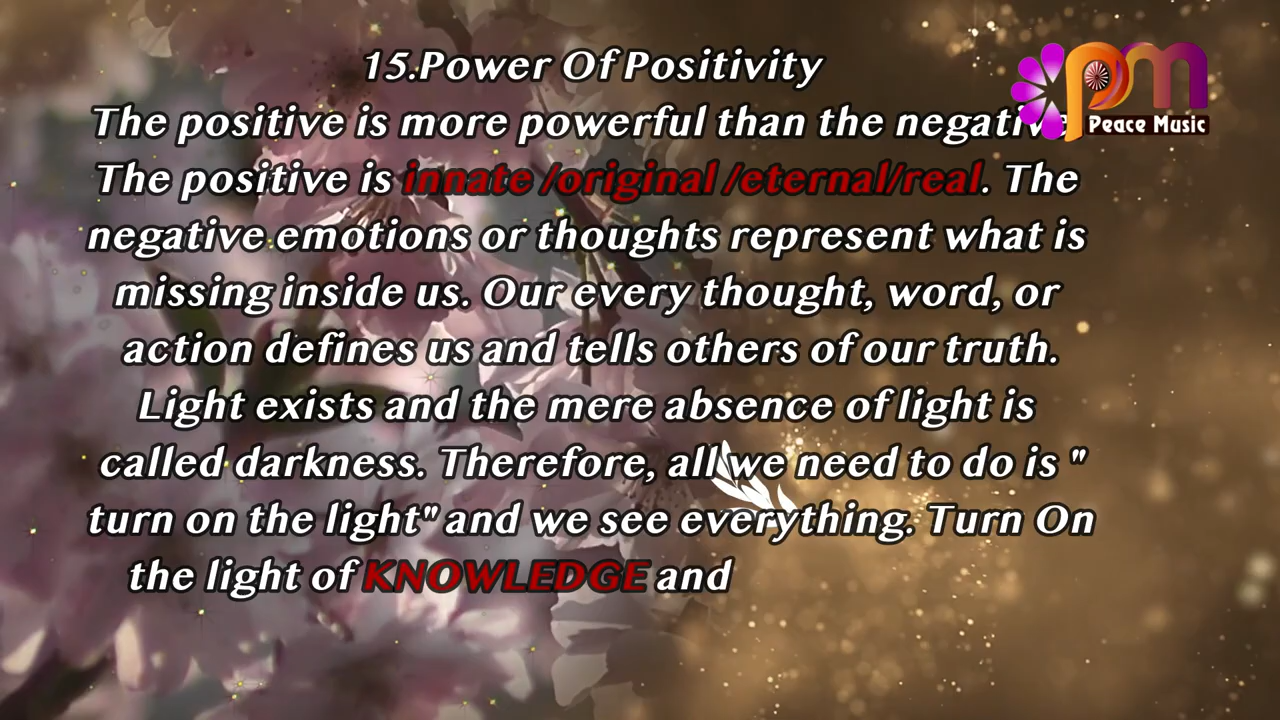 15.Power Of Positivity
The positive is more powerful than the negative.
The positive is innate /original /eternal/real. The
negative emotions or thoughts represent what is
missing inside us. Our every thought, word, or
action defines us and tells others of our truth.
Light exists and the mere absence of light is
called darkness. Therefore, all we need to do is "
turn on the light" and we see everything. Turn On
the light of KNOWLEDGE and
pm
Peace Music